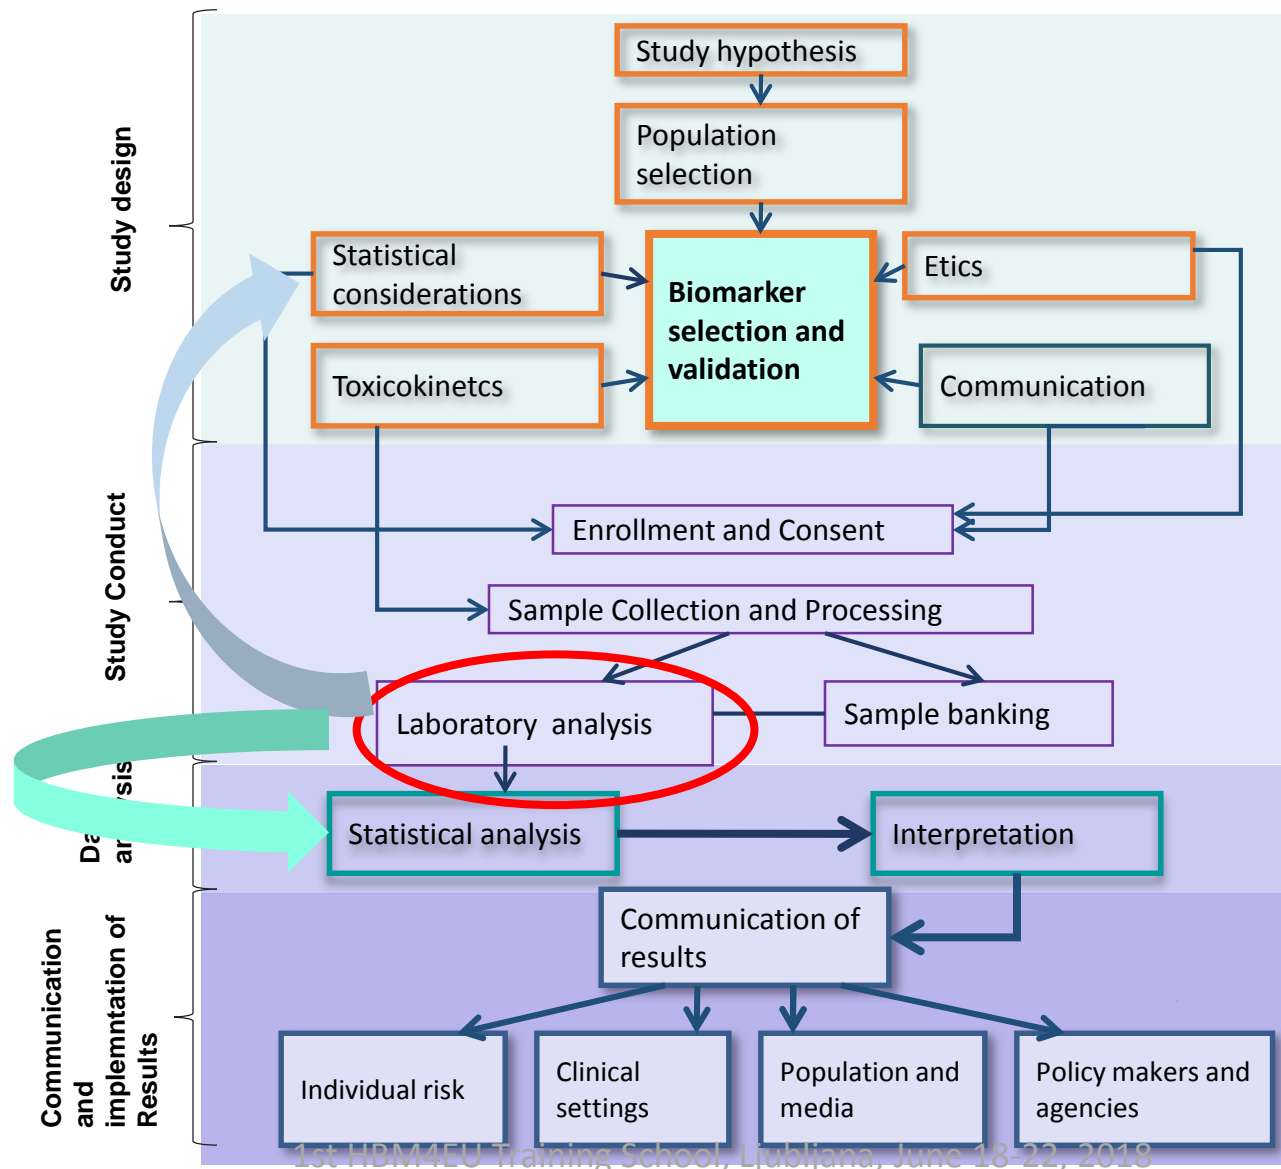 Study hypothesis
Population
selection
Study design
Statistical
considerations
Biomarker
selection and
validation
Etics
Toxicokinetcs
Communication
Study Conduct
Enrollment and Consent
Sample Collection and Processing
Laboratory analysis
Sample banking
Statistical analysis
Interpretation
Communication of
results
Communication
and
implemntation of
Results
Individual risk
Clinical
settings
Population and
media
Policy makers and
agencies
1st HBM4EU Training School, Ljubljana, June 18-22, 2018